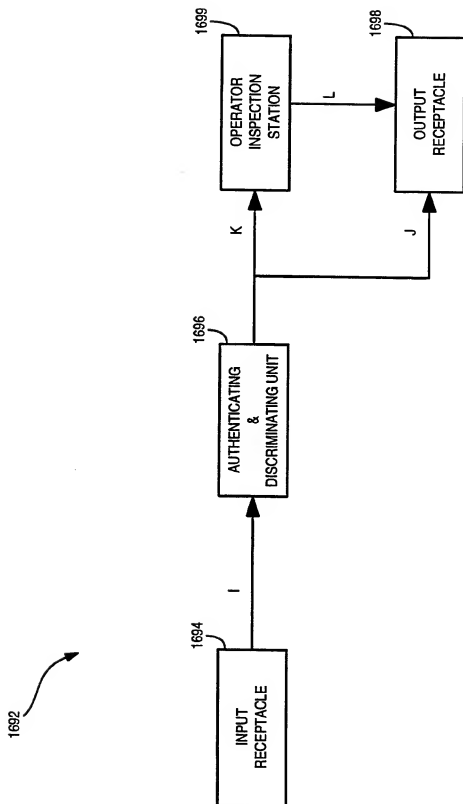 1692
1694
INPUT
RECEPTACLE
I
1696
AUTHENTICATING
&
DISCRIMINATING UNIT
K
J
1699
OPERATOR
INSPECTION
STATION
L
1698
OUTPUT
RECEPTACLE